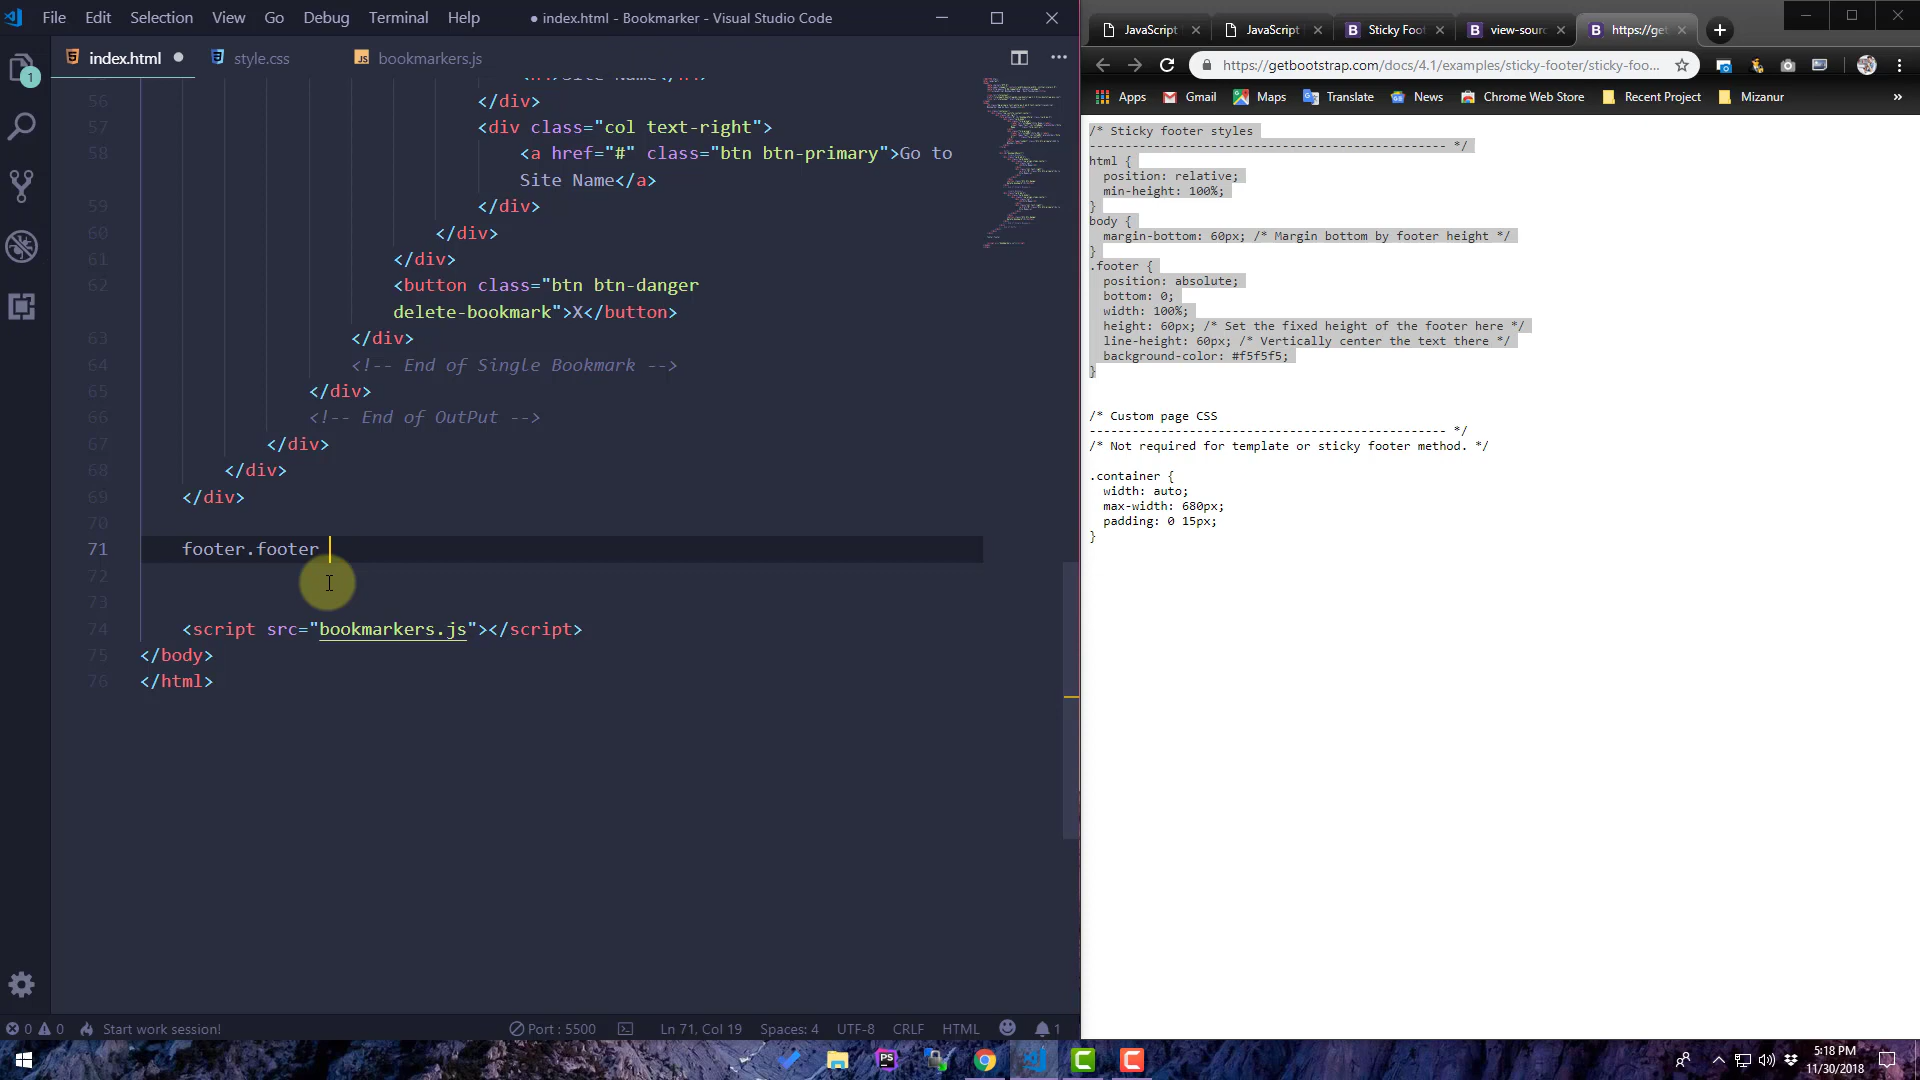 File Edit Selection View Go Debug Terminal Help
● index.html - Bookmarker - Visual Studio Code
index.html
style.css
JS bookmarkers.js
1
56 </div>
57 <div class="col text-right">
58 <a href="#" class="btn btn-primary">Go to
Site Name</a>
59 </div>
60 </div>
61 </div>
62 <button class="btn btn-danger
delete-bookmark">X</button>
63 </div>
64 <!-- End of Single Bookmark -->
65 </div>
66 <!-- End of OutPut -->
67 </div>
68 </div>
69 </div>
70
71 footer.footer
72
73
74 <script src="bookmarkers.js"></script>
75 </body>
76 </html>
0 0 Start work session! Port : 5500 Ln 71, Col 19 Spaces: 4 UTF-8 CRLF HTML 1
JavaScript
JavaScript
B Sticky Foo
B view-sour
B https://get
https://getbootstrap.com/docs/4.1/examples/sticky-footer/sticky-foo...
Apps Gmail Maps Translate News Chrome Web Store Recent Project Mizanur »
/* Sticky footer styles
-------------------------------------------------- */
html {
position: relative;
min-height: 100%;
}
body {
margin-bottom: 60px; /* Margin bottom by footer height */
}
.footer {
position: absolute;
bottom: 0;
width: 100%;
height: 60px; /* Set the fixed height of the footer here */
line-height: 60px; /* Vertically center the text there */
background-color: #f5f5f5;
}
/* Custom page CSS
-------------------------------------------------- */
/* Not required for template or sticky footer method. */
.container {
width: auto;
max-width: 680px;
padding: 0 15px;
}
PS
5:18 PM
11/30/2018